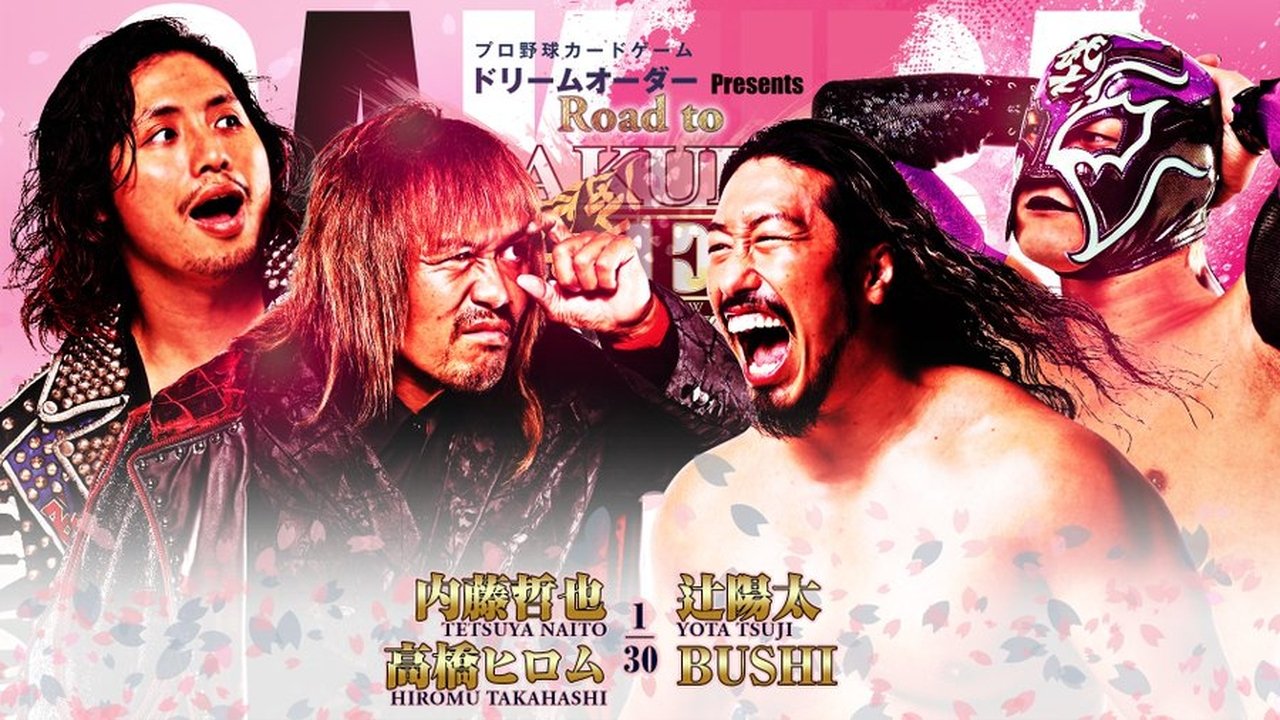 プロ野球カードゲーム
ドリームオーダー Presents
Road to
内藤哲也
TETSUYA NAITO
高橋ヒロム
HIROMU TAKAHASHI
1
30
辻陽太
YOTA TSUJI
BUSHI